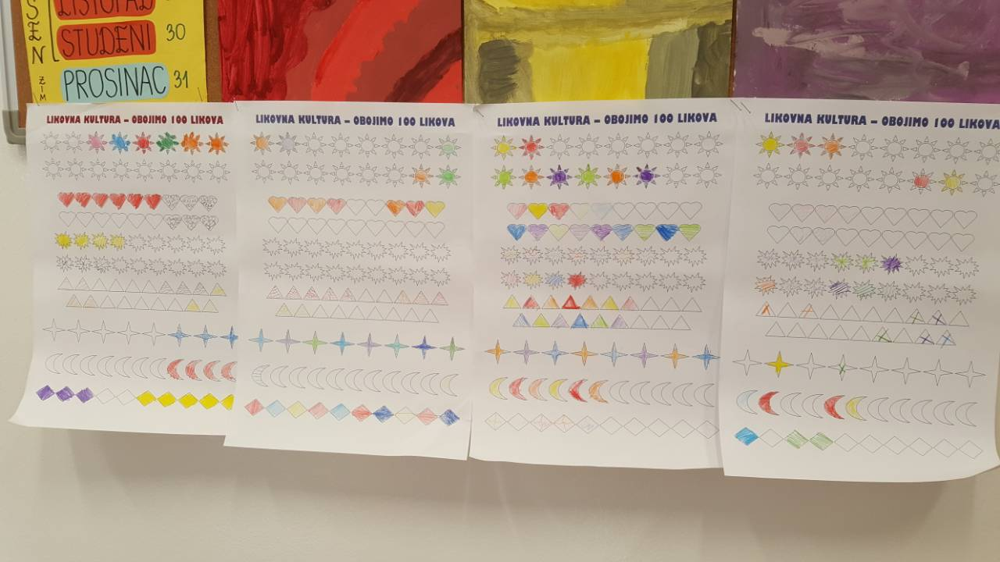 LISTOPAD
STUDENI 30
PROSINAC 31
LIKOVNA KULTURA – OBOJIMO 100 LIKOVA
LIKOVNA KULTURA – OBOJIMO 100 LIKOVA
LIKOVNA KULTURA – OBOJIMO 100 LIKOVA
LIKOVNA KULTURA – OBOJIMO 100 LIKOVA